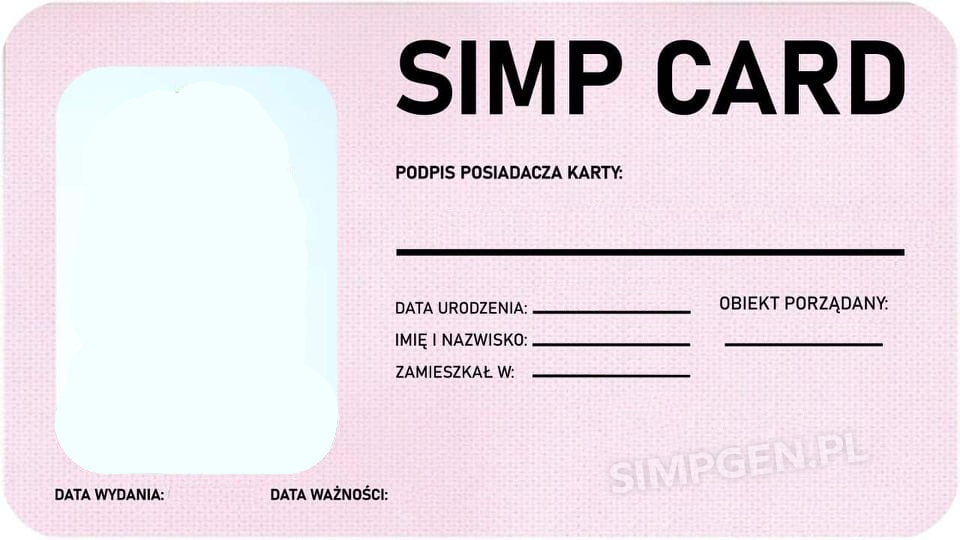 SIMP CARD
PODPIS POSIADACZA KARTY:
DATA URODZENIA:
OBIEKT PORZĄDANY:
IMIĘ I NAZWISKO:
ZAMIESZKAŁ W:
SIMPGEN.PL
DATA WYDANIA:
DATA WAŻNOŚCI: